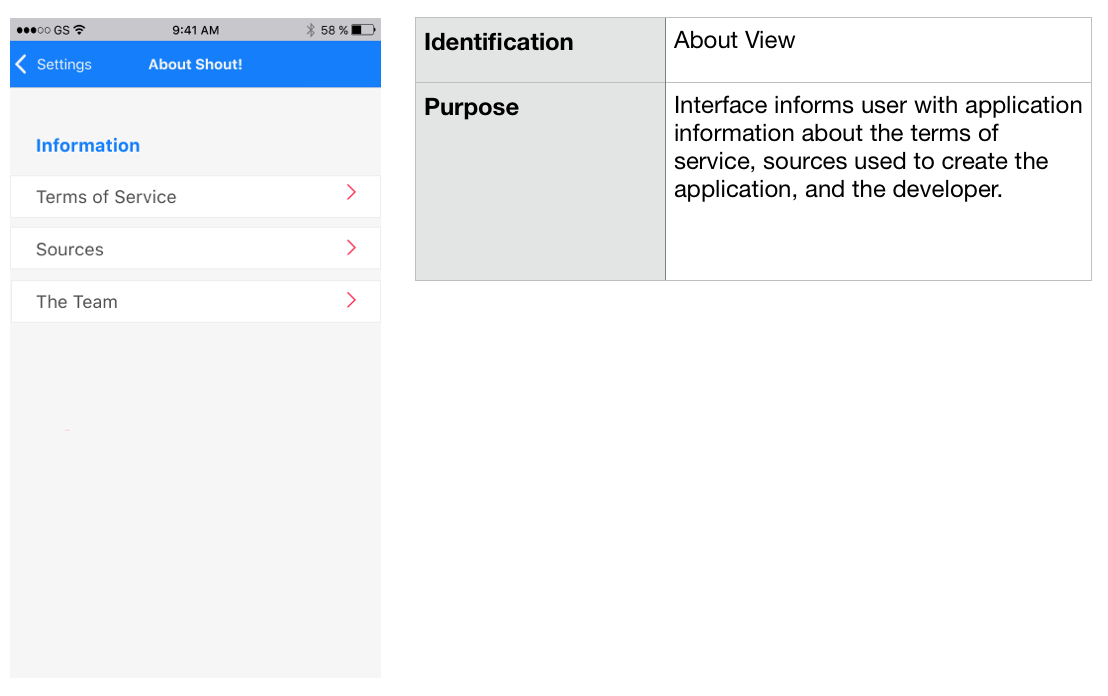 GS 9:41 AM 58 %
Settings About Shout!
Information
Terms of Service
Sources
The Team
Identification About View
Purpose Interface informs user with application
information about the terms of
service, sources used to create the
application, and the developer.